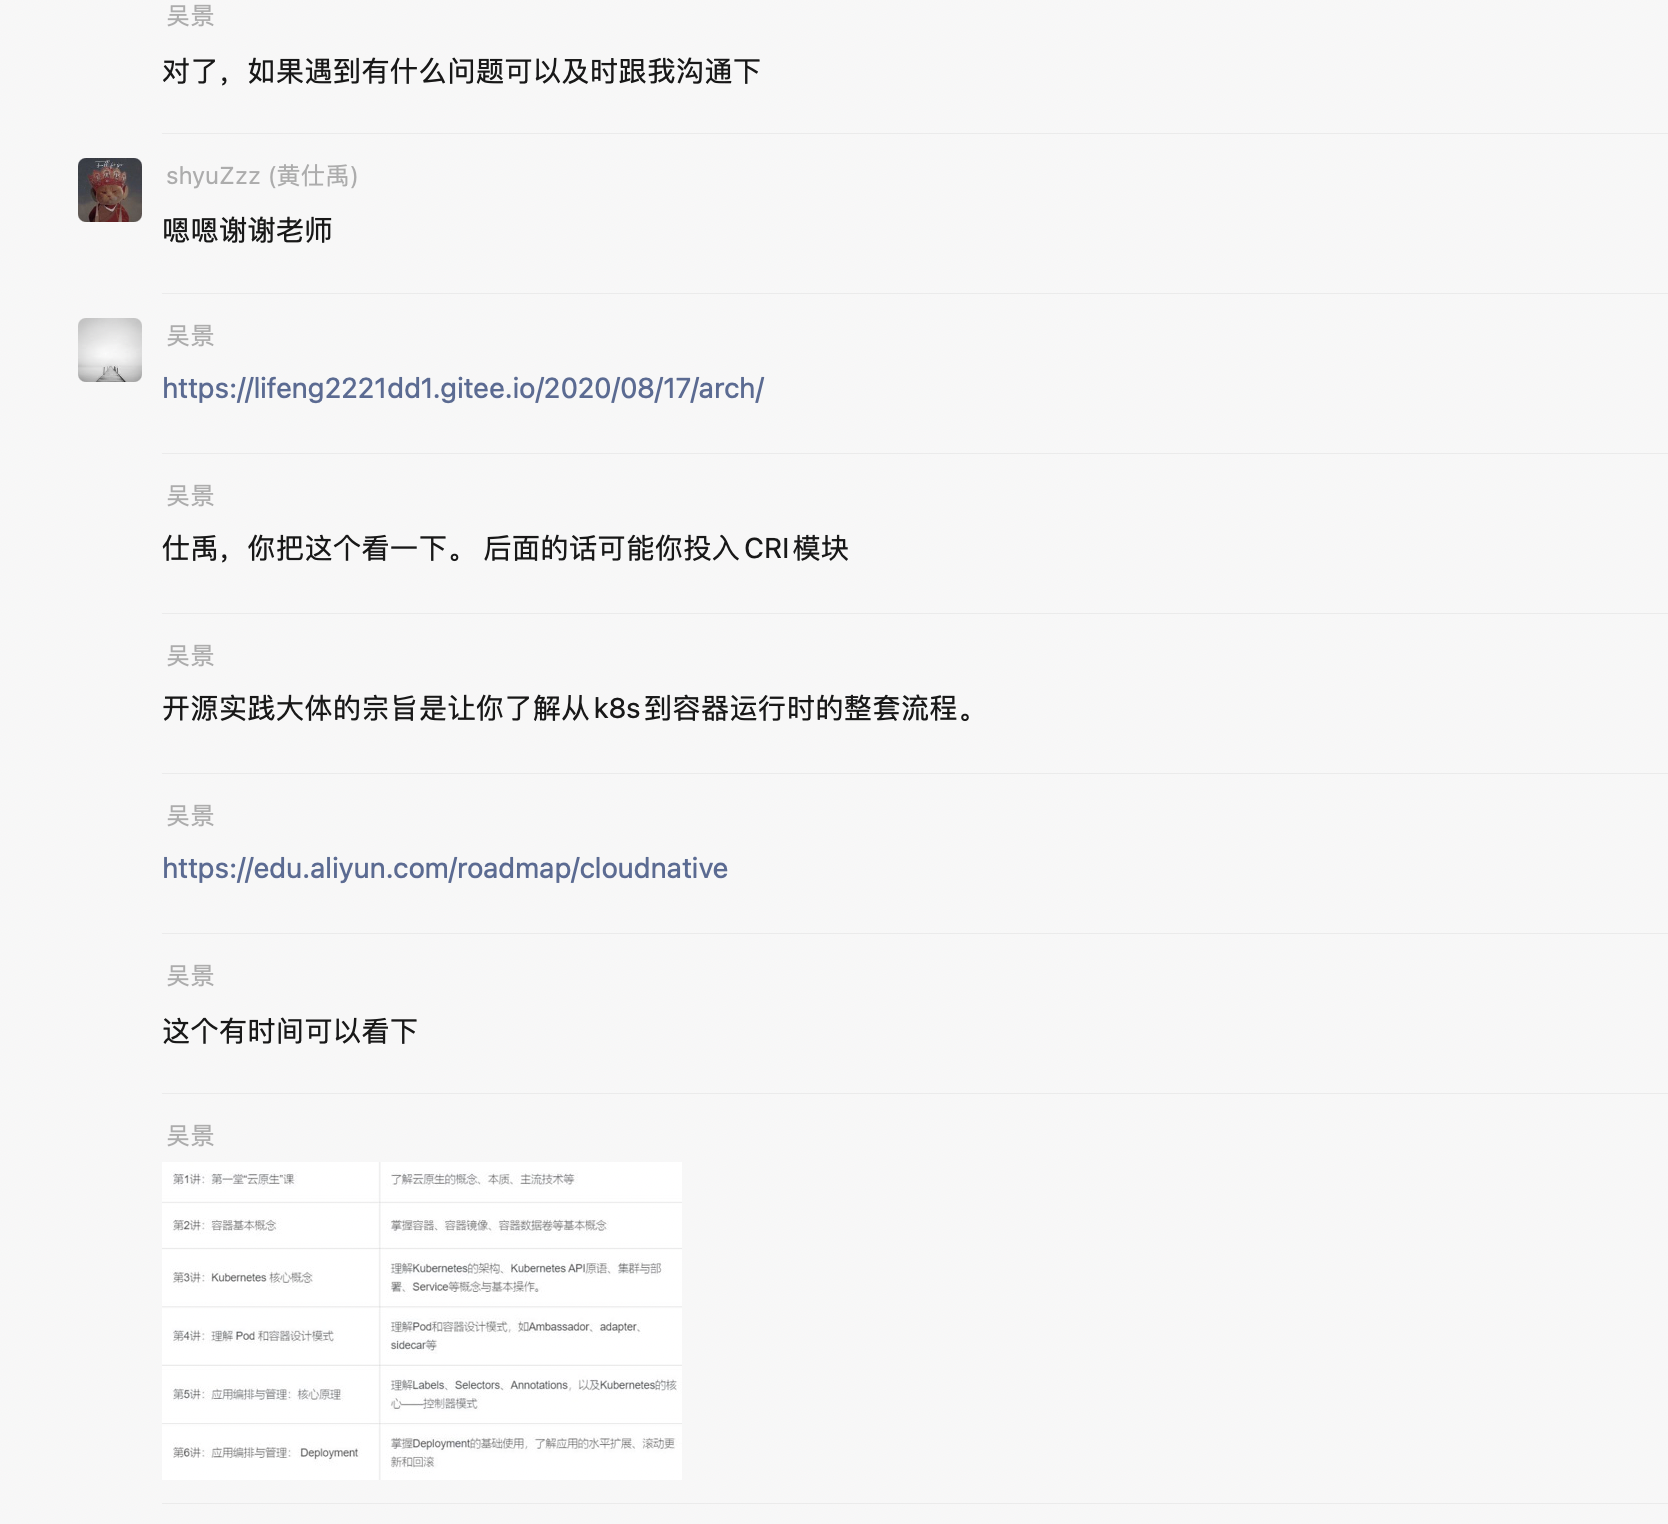 吴景
对了，如果遇到有什么问题可以及时跟我沟通下
shyuZzz (黄仕禹)
嗯嗯谢谢老师
吴景
https://lifeng2221dd1.gitee.io/2020/08/17/arch/
吴景
仕禹，你把这个看一下。 后面的话可能你投入CRI模块
吴景
开源实践大体的宗旨是让你了解从k8s到容器运行时的整套流程。
吴景
https://edu.aliyun.com/roadmap/cloudnative
吴景
这个有时间可以看下
吴景
第1讲：第一堂“云原生”课
了解云原生的概念、本质、主流技术等
第2讲：容器基本概念
掌握容器、容器镜像、容器数据卷等基本概念
第3讲：Kubernetes 核心概念
理解Kubernetes的架构、Kubernetes API原语、集群与部
署、Service等概念与基本操作。
第4讲：理解 Pod 和容器设计模式
理解Pod和容器设计模式，如Ambassador、adapter、
sidecar等
第5讲：应用编排与管理：核心原理
理解Labels、Selectors、Annotations，以及Kubernetes的核
心——控制器模式
第6讲：应用编排与管理： Deployment
掌握Deployment的基础使用，了解应用的水平扩展、滚动更
新和回滚